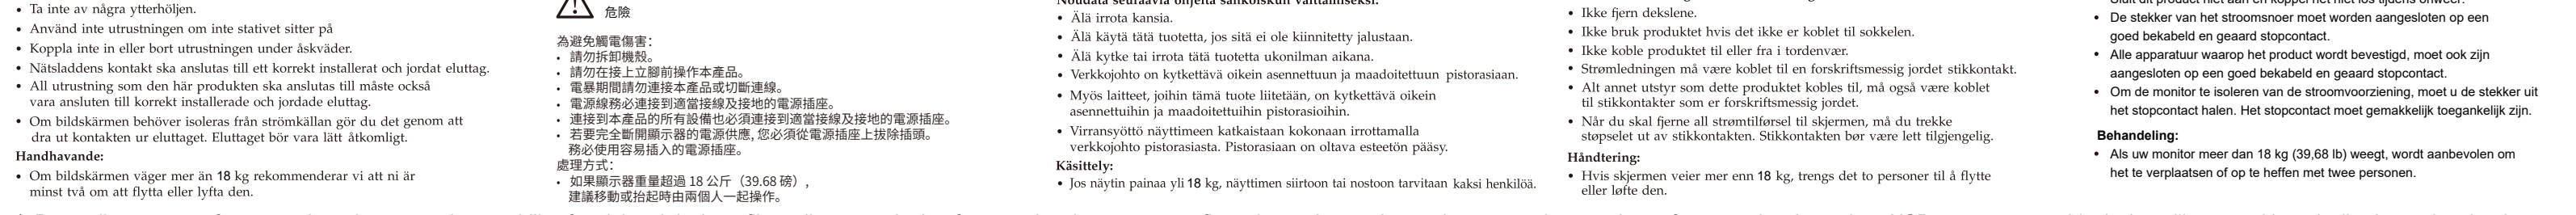 • Ta inte av några ytterhöljen.
• Använd inte utrustningen om inte stativet sitter på
• Koppla inte in eller bort utrustningen under åskväder.
• Nätsladdens kontakt ska anslutas till ett korrekt installerat och jordat eluttag.
• All utrustning som den här produkten ska anslutas till måste också
vara ansluten till korrekt installerade och jordade eluttag.
• Om bildskärmen behöver isoleras från strömkällan gör du det genom att
dra ut kontakten ur eluttaget. Eluttaget bör vara lätt åtkomligt.
Handhavande:
• Om bildskärmen väger mer än 18 kg rekommenderar vi att ni är
minst två om att flytta eller lyfta den.
危險
為避免觸電傷害：
• 請勿拆卸機殼。
• 請勿在接上立腳前操作本產品。
• 電暴期間請勿連接本產品或切斷連線。
• 電源線務必連接到適當接線及接地的電源插座。
• 連接到本產品的所有設備也必須連接到適當接線及接地的電源插座。
• 若要完全斷開顯示器的電源供應, 您必須從電源插座上拔除插頭。
務必使用容易插入的電源插座。
處理方式：
• 如果顯示器重量超過 18 公斤（39.68 磅），
建議移動或抬起時由兩個人一起操作。
Noudata seuraavia ohjeita sähköiskun välttämiseksi:
• Älä irrota kansia.
• Älä käytä tätä tuotetta, jos sitä ei ole kiinnitetty jalustaan.
• Älä kytke tai irrota tätä tuotetta ukonilman aikana.
• Verkkojohto on kytkettävä oikein asennettuun ja maadoitettuun pistorasiaan.
• Myös laitteet, joihin tämä tuote liitetään, on kytkettävä oikein
asennettuihin ja maadoitettuihin pistorasioihin.
• Virransyöttö näyttimeen katkaistaan kokonaan irrottamalla
verkkojohto pistorasiasta. Pistorasiaan on oltava esteetön pääsy.
Käsittely:
• Jos näytin painaa yli 18 kg, näyttimen siirtoon tai nostoon tarvitaan kaksi henkilöä.
• Ikke fjern dekslene.
• Ikke bruk produktet hvis det ikke er koblet til sokkelen.
• Ikke koble produktet til eller fra i tordenvær.
• Strømledningen må være koblet til en forskriftsmessig jordet stikkontakt.
• Alt annet utstyr som dette produktet kobles til, må også være koblet
til stikkontakter som er forskriftsmessig jordet.
• Når du skal fjerne all strømtilførsel til skjermen, må du trekke
støpselet ut av stikkontakten. Stikkontakten bør være lett tilgjengelig.
Håndtering:
• Hvis skjermen veier mer enn 18 kg, trengs det to personer til å flytte
eller løfte den.
Sluit dit product niet aan en koppel het niet los tijdens onweer.
• De stekker van het stroomsnoer moet worden aangesloten op een
goed bekabeld en geaard stopcontact.
• Alle apparatuur waarop het product wordt bevestigd, moet ook zijn
aangesloten op een goed bekabeld en geaard stopcontact.
• Om de monitor te isoleren van de stroomvoorziening, moet u de stekker uit
het stopcontact halen. Het stopcontact moet gemakkelijk toegankelijk zijn.
Behandeling:
• Als uw monitor meer dan 18 kg (39,68 lb) weegt, wordt aanbevolen om
het te verplaatsen of op te heffen met twee personen.